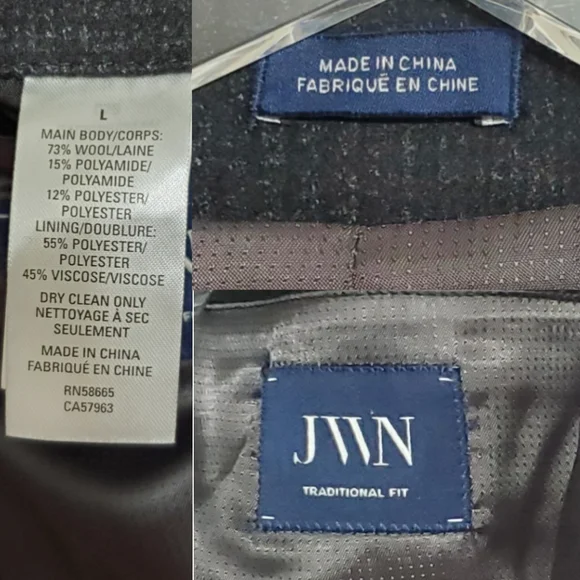 L
MAIN BODY/CORPS:
73% WOOL/LAINE
15% POLYAMIDE/
POLYAMIDE
12% POLYESTER/
POLYESTER
LINING/DOUBLURE:
55% POLYESTER/
POLYESTER
45% VISCOSE/VISCOSE
DRY CLEAN ONLY
NETTOYAGE À SEC
SEULEMENT
MADE IN CHINA
FABRIQUÉ EN CHINE
RN58665
CA57963
MADE IN CHINA
FABRIQUÉ EN CHINE
JWN
TRADITIONAL FIT